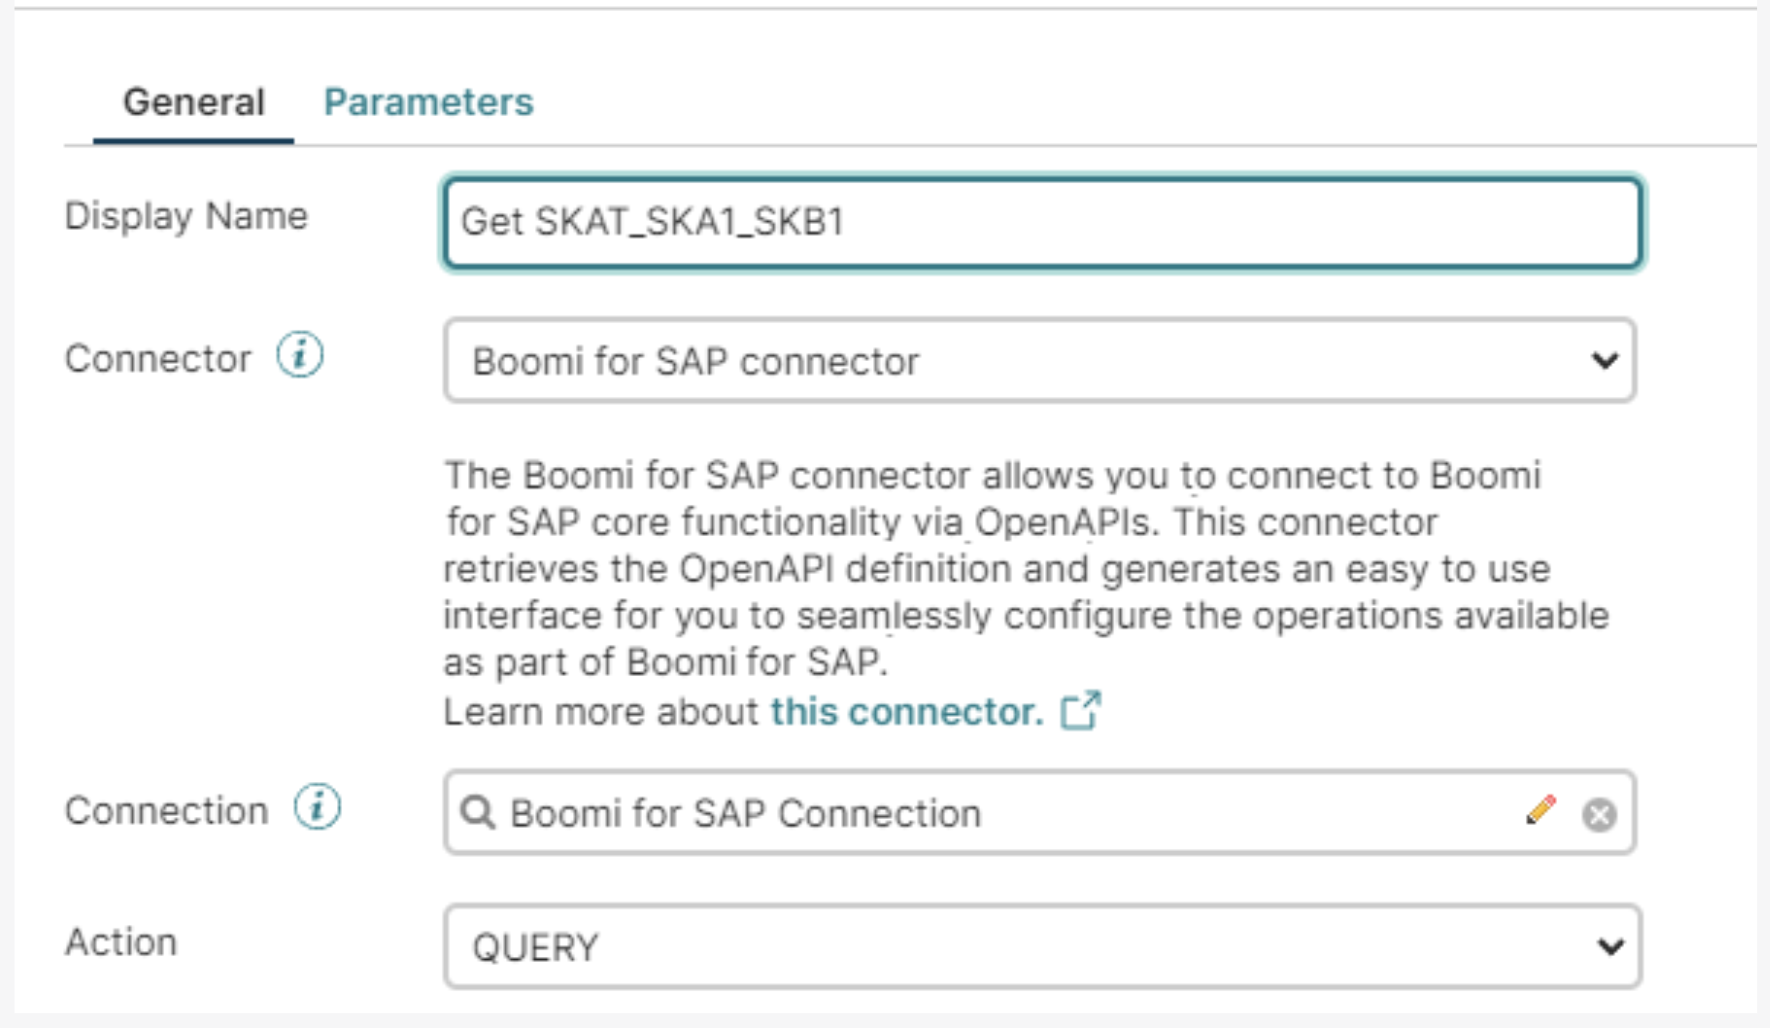 General Parameters
Display Name Get SKAT_SKA1_SKB1
Connector i Boomi for SAP connector
The Boomi for SAP connector allows you to connect to Boomi
for SAP core functionality via OpenAPIs. This connector
retrieves the OpenAPI definition and generates an easy to use
interface for you to seamlessly configure the operations available
as part of Boomi for SAP.
Learn more about this connector.
Connection i Boomi for SAP Connection
Action QUERY